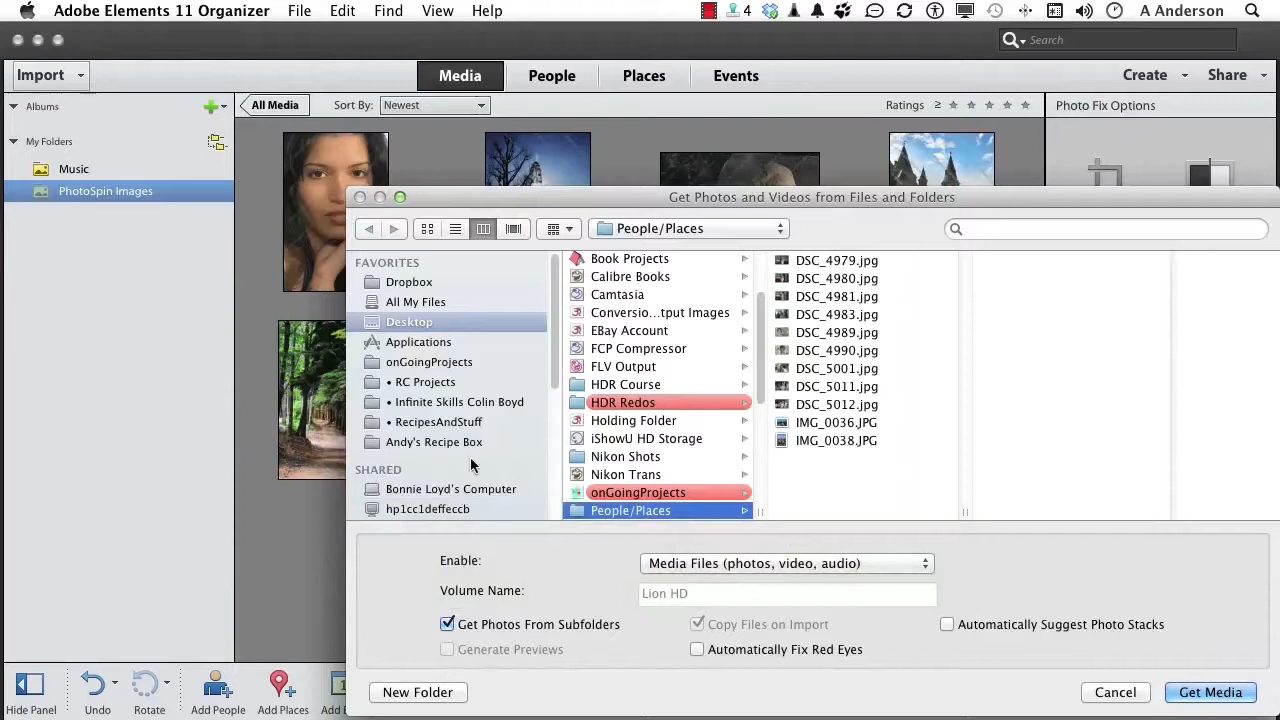 Adobe Elements 11 Organizer File Edit Find View Help 4 A Anderson
Search
Import Media People Places Events Create Share
Albums All Media Sort By: Newest Ratings ≥ Photo Fix Options
My Folders
Music
PhotoSpin Images
Get Photos and Videos from Files and Folders
People/Places
FAVORITES
Dropbox
All My Files
Desktop
Applications
onGoingProjects
• RC Projects
• Infinite Skills Colin Boyd
• RecipesAndStuff
Andy's Recipe Box
SHARED
Bonnie Loyd's Computer
hp1cc1deffeccb
Book Projects
Calibre Books
Camtasia
Conversio...tput Images
EBay Account
FCP Compressor
FLV Output
HDR Course
HDR Redos
Holding Folder
iShowU HD Storage
Nikon Shots
Nikon Trans
onGoingProjects
People/Places
DSC_4979.jpg
DSC_4980.jpg
DSC_4981.jpg
DSC_4983.jpg
DSC_4989.jpg
DSC_4990.jpg
DSC_5001.jpg
DSC_5011.jpg
DSC_5012.jpg
IMG_0036.JPG
IMG_0038.JPG
Enable: Media Files (photos, video, audio)
Volume Name: Lion HD
Get Photos From Subfolders Copy Files on Import Automatically Suggest Photo Stacks
Generate Previews Automatically Fix Red Eyes
New Folder Cancel Get Media
Hide Panel Undo Rotate Add People Add Places Add